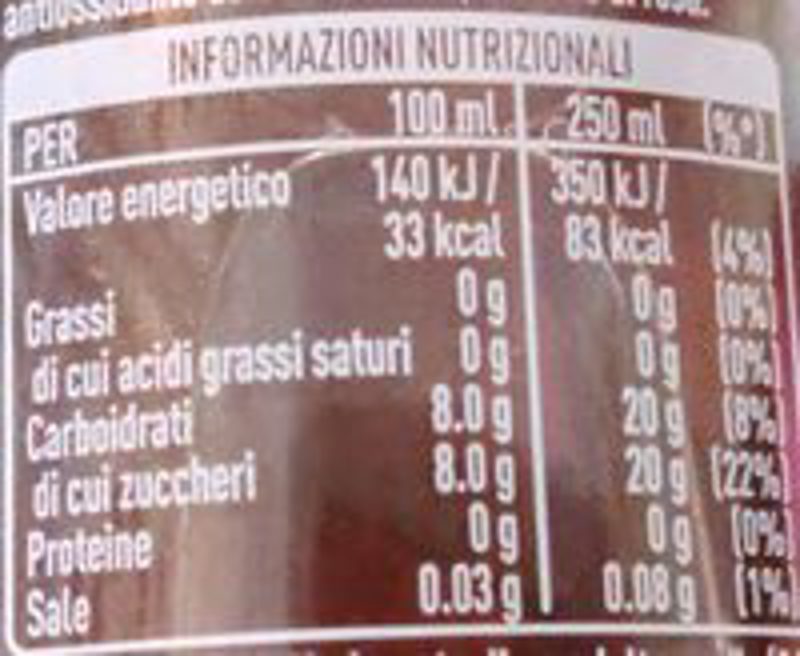 INFORMAZIONI NUTRIZIONALI
PER 100 ml 250 ml (%*)
Valore energetico 140 kJ / 350 kJ /
33 kcal 83 kcal (4%)
Grassi 0 g 0 g (0%)
di cui acidi grassi saturi 0 g 0 g (0%
Carboidrati 8.0 g 20 g (8%
di cui zuccheri 8.0 g 20 g (22%
Proteine 0 g 0 g (0%
Sale 0.03 g 0.08 g (1%